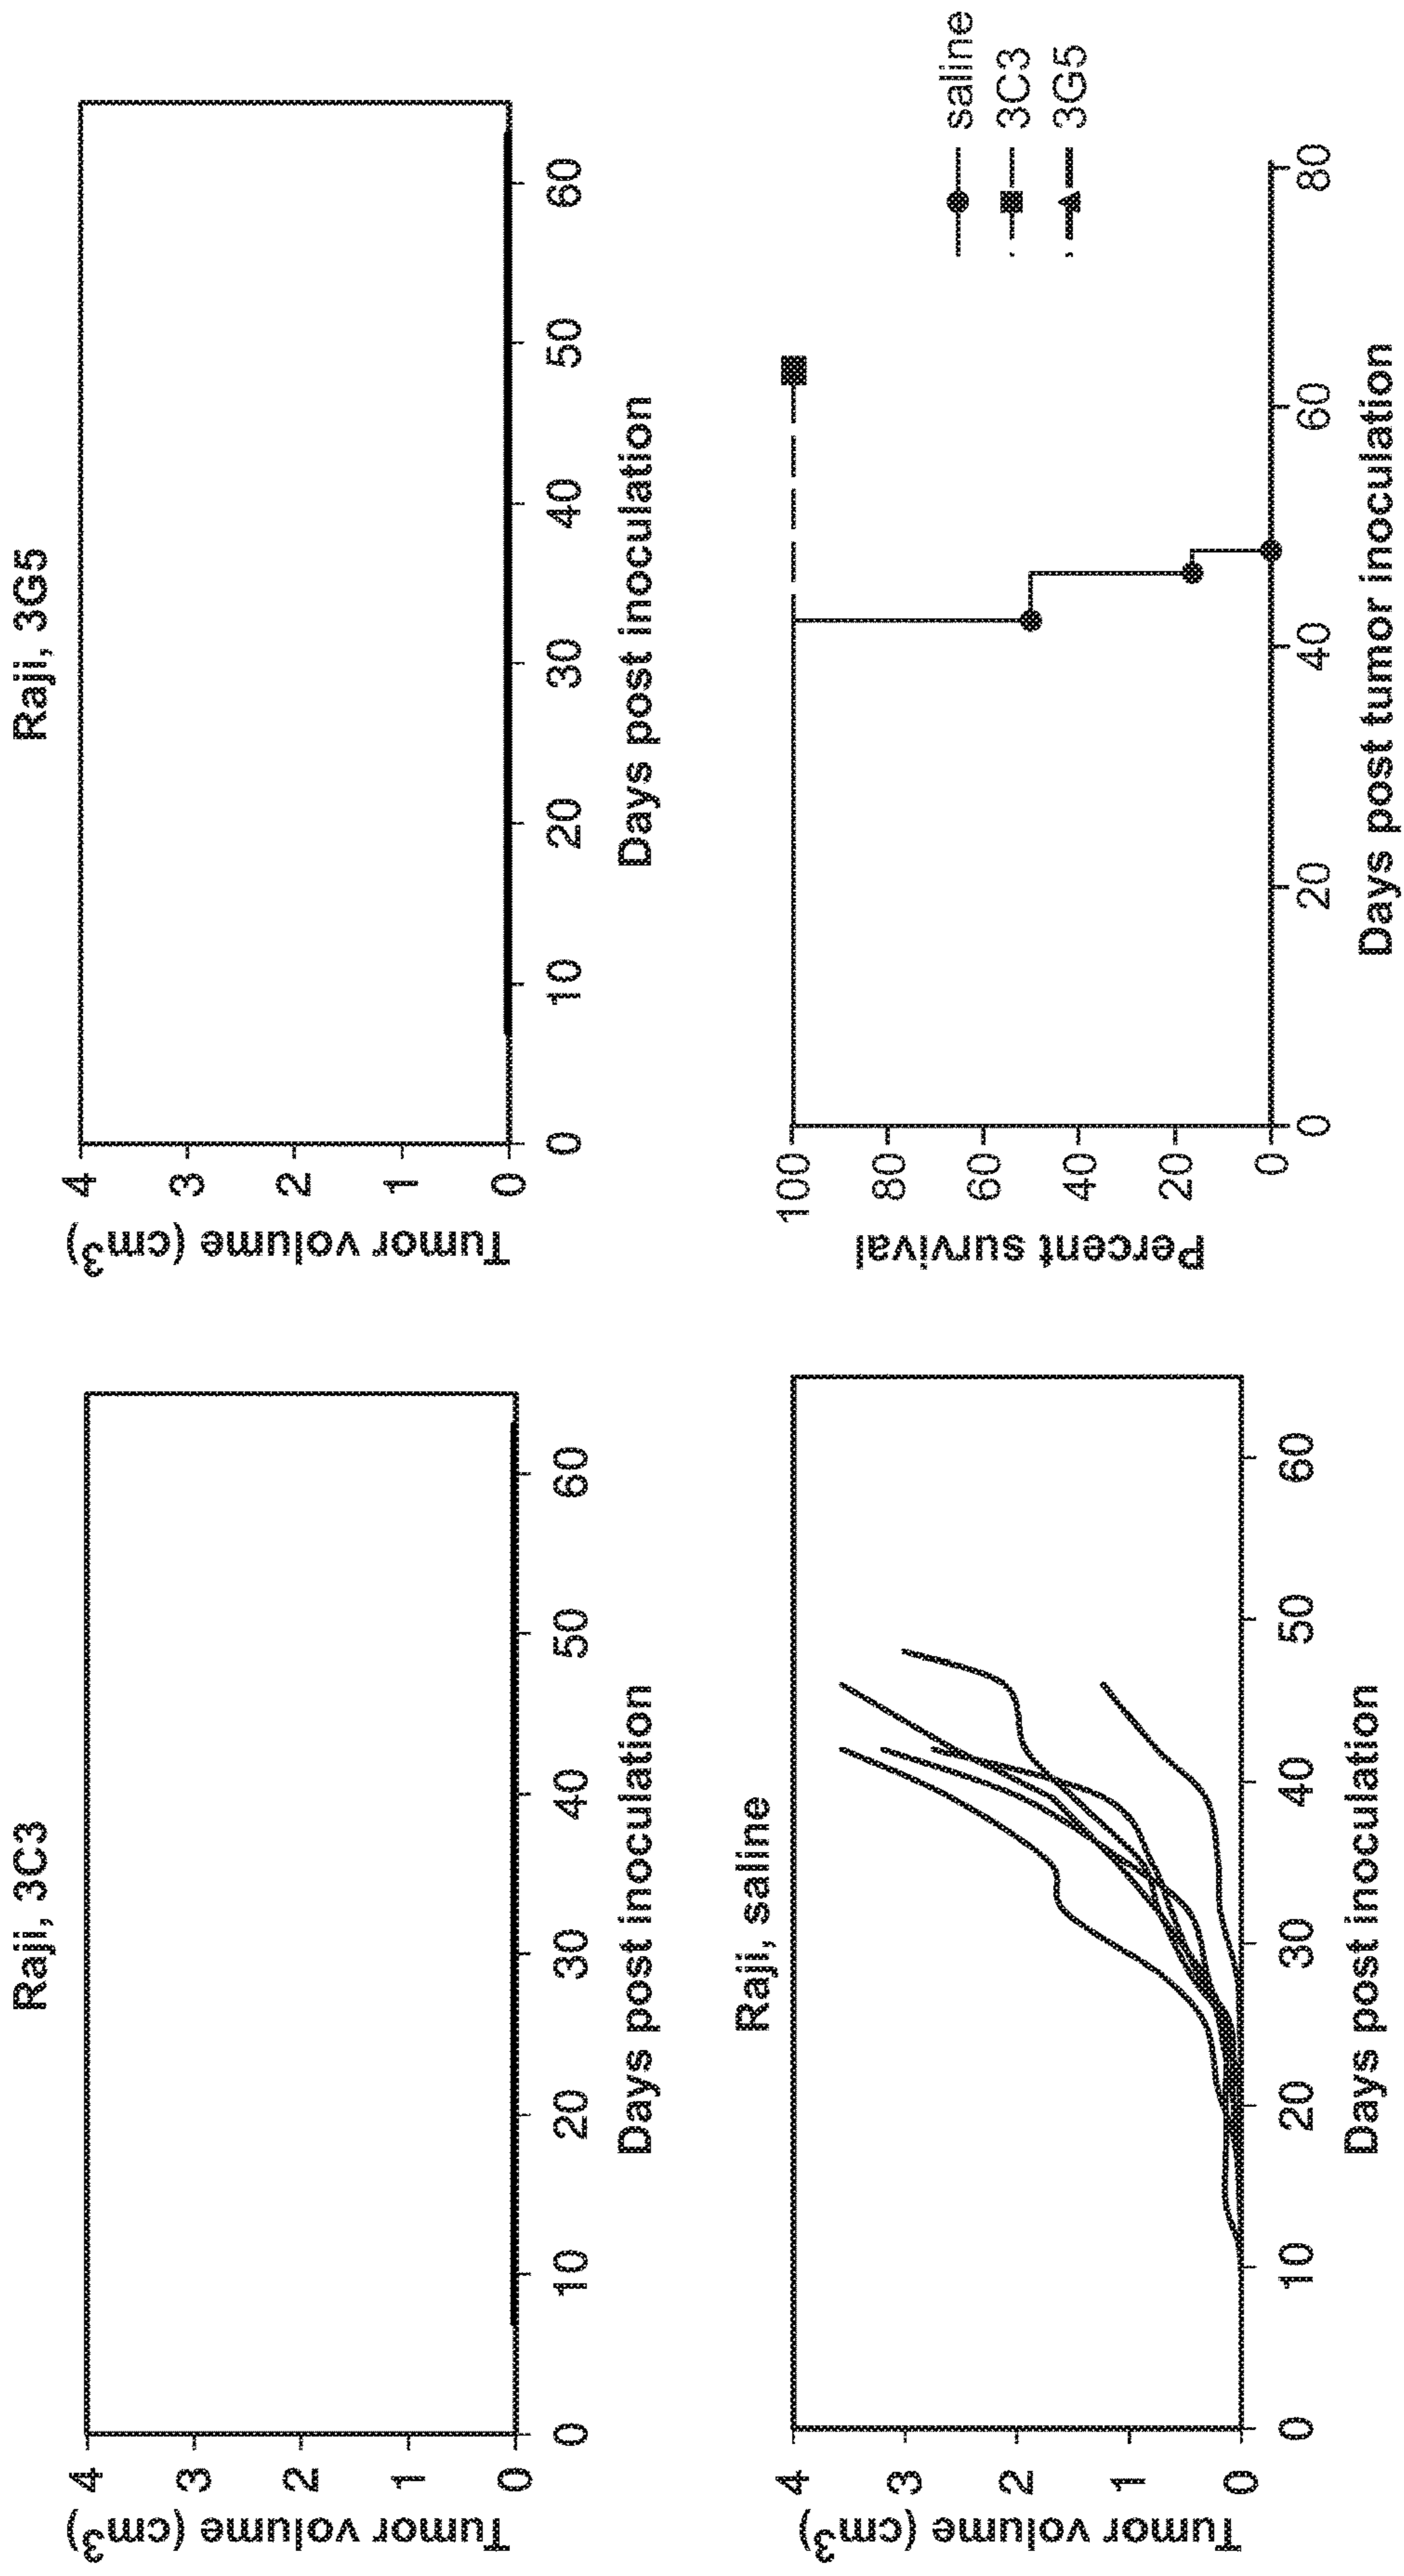 Raji, 3C3
Tumor volume (cm3)
4
3
2
1
0
0 10 20 30 40 50 60
Days post inoculation
Raji, 3G5
Tumor volume (cm3)
4
3
2
1
0
0 10 20 30 40 50 60
Days post inoculation
Raji, saline
Tumor volume (cm3)
4
3
2
1
0
0 10 20 30 40 50 60
Days post inoculation
Percent survival
100
80
60
40
20
0
0 20 40 60 80
Days post tumor inoculation
saline
3C3
3G5